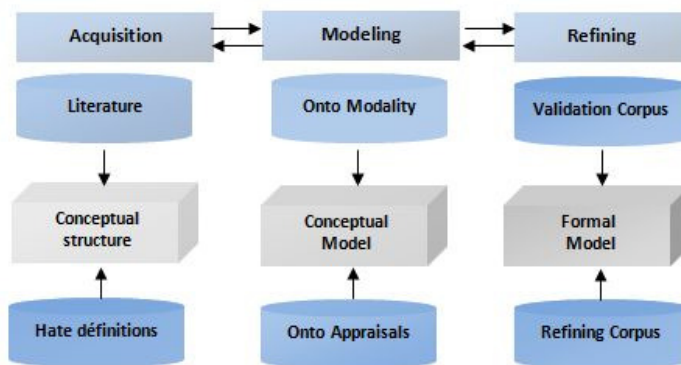 Acquisition
Modeling
Refining
Literature
Onto Modality
Validation Corpus
Conceptual
structure
Conceptual
Model
Formal
Model
Hate définitions
Onto Appraisals
Refining Corpus